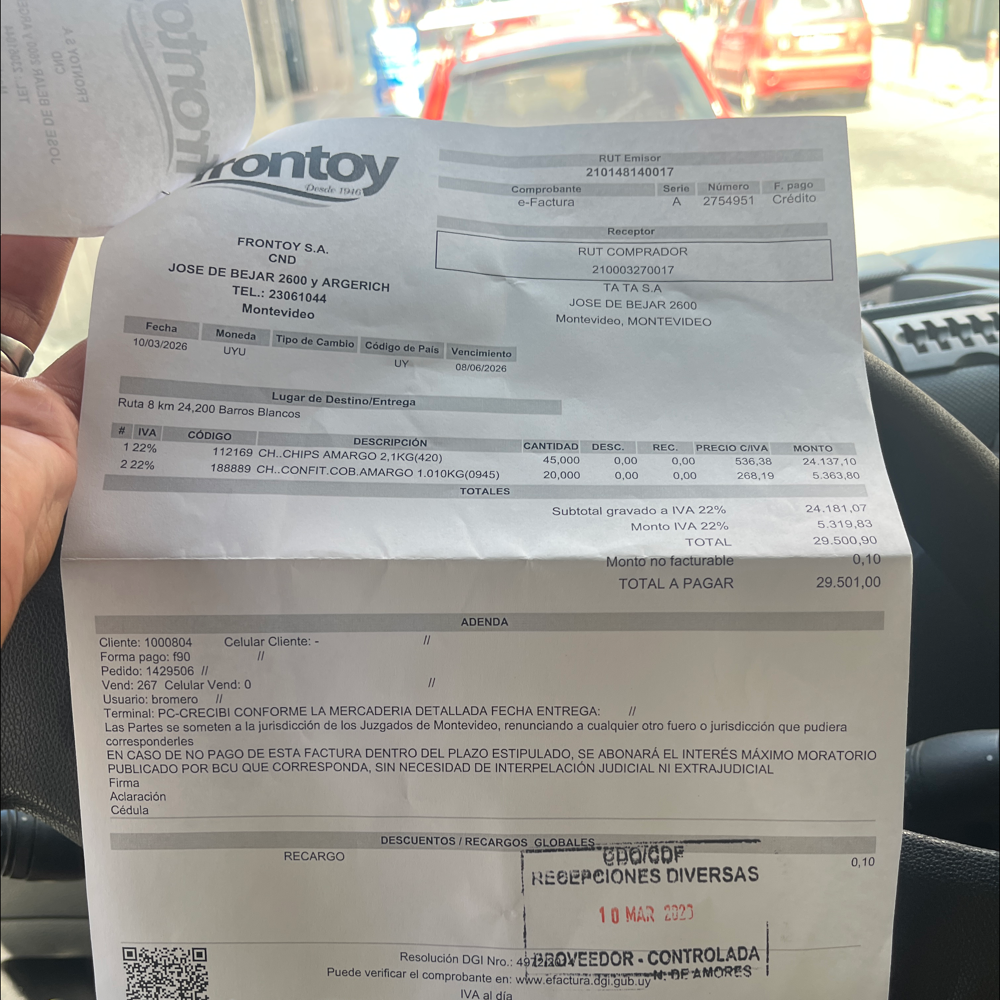 FRONTOY S.A.
CND
JOSE DE BEJAR 2600 Y ARGE
TEL. 2306104
frontoy
Desde 1946
RUT Emisor
210148140017
Comprobante Serie Número F. pago
e-Factura A 2754951 Crédito
Receptor
RUT COMPRADOR
210003270017
TA TA S.A
JOSE DE BEJAR 2600
Montevideo, MONTEVIDEO
FRONTOY S.A.
CND
JOSE DE BEJAR 2600 y ARGERICH
TEL.: 23061044
Montevideo
Fecha Moneda Tipo de Cambio Código de País Vencimiento
10/03/2026 UYU UY 08/06/2026
Lugar de Destino/Entrega
Ruta 8 km 24,200 Barros Blancos
# IVA CÓDIGO DESCRIPCIÓN CANTIDAD DESC. REC. PRECIO C/IVA MONTO
1 22% 112169 CH..CHIPS AMARGO 2,1KG(420) 45,000 0,00 0,00 536,38 24.137,10
2 22% 188889 CH..CONFIT.COB.AMARGO 1.010KG(0945) 20,000 0,00 0,00 268,19 5.363,80
TOTALES
Subtotal gravado a IVA 22% 24.181,07
Monto IVA 22% 5.319,83
TOTAL 29.500,90
Monto no facturable 0,10
TOTAL A PAGAR 29.501,00
ADENDA
Cliente: 1000804 Celular Cliente: - //
Forma pago: f90 //
Pedido: 1429506 //
Vend: 267 Celular Vend: 0 //
Usuario: bromero //
Terminal: PC-CRECIBI CONFORME LA MERCADERIA DETALLADA FECHA ENTREGA: //
Las Partes se someten a la jurisdicción de los Juzgados de Montevideo, renunciando a cualquier otro fuero o jurisdicción que pudiera
corresponderles
EN CASO DE NO PAGO DE ESTA FACTURA DENTRO DEL PLAZO ESTIPULADO, SE ABONARÁ EL INTERÉS MÁXIMO MORATORIO
PUBLICADO POR BCU QUE CORRESPONDA, SIN NECESIDAD DE INTERPELACIÓN JUDICIAL NI EXTRAJUDICIAL
Firma
Aclaración
Cédula
DESCUENTOS / RECARGOS GLOBALES
RECARGO 0,10
RECEPCIONES DIVERSAS
10 MAR
PROVEEDOR - CONTROLADA
N. DE AMORES
Resolución DGI Nro.:
Puede verificar el comprobante en: www.efactura.dgi.gub.uy
IVA al día